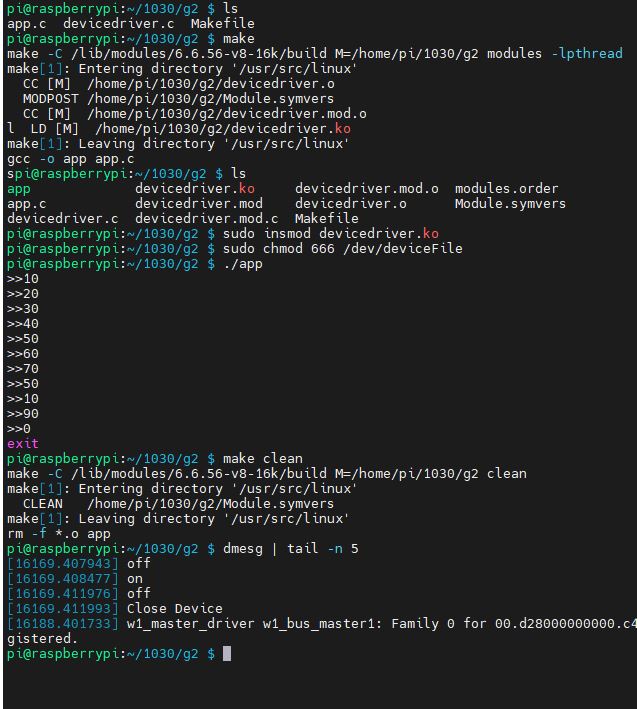 pi@raspberrypi:~/1030/g2 $ ls
app.c  devicedriver.c  Makefile
pi@raspberrypi:~/1030/g2 $ make
make -C /lib/modules/6.6.56-v8-16k/build M=/home/pi/1030/g2 modules -lpthread
make[1]: Entering directory '/usr/src/linux'
  CC [M]  /home/pi/1030/g2/devicedriver.o
  MODPOST /home/pi/1030/g2/Module.symvers
  CC [M]  /home/pi/1030/g2/devicedriver.mod.o
l  LD [M]  /home/pi/1030/g2/devicedriver.ko
make[1]: Leaving directory '/usr/src/linux'
gcc -o app app.c
spi@raspberrypi:~/1030/g2 $ ls
app             devicedriver.ko     devicedriver.mod.o  modules.order
app.c           devicedriver.mod    devicedriver.o      Module.symvers
devicedriver.c  devicedriver.mod.c  Makefile
pi@raspberrypi:~/1030/g2 $ sudo insmod devicedriver.ko
pi@raspberrypi:~/1030/g2 $ sudo chmod 666 /dev/deviceFile
pi@raspberrypi:~/1030/g2 $ ./app
>>10
>>20
>>30
>>40
>>50
>>60
>>70
>>50
>>10
>>90
>>0
exit
pi@raspberrypi:~/1030/g2 $ make clean
make -C /lib/modules/6.6.56-v8-16k/build M=/home/pi/1030/g2 clean
make[1]: Entering directory '/usr/src/linux'
  CLEAN   /home/pi/1030/g2/Module.symvers
make[1]: Leaving directory '/usr/src/linux'
rm -f *.o app
pi@raspberrypi:~/1030/g2 $ dmesg | tail -n 5
[16169.407943] off
[16169.408477] on
[16169.411976] off
[16169.411993] Close Device
[16188.401733] w1_master_driver w1_bus_master1: Family 0 for 00.d28000000000.c4
gistered.
pi@raspberrypi:~/1030/g2 $